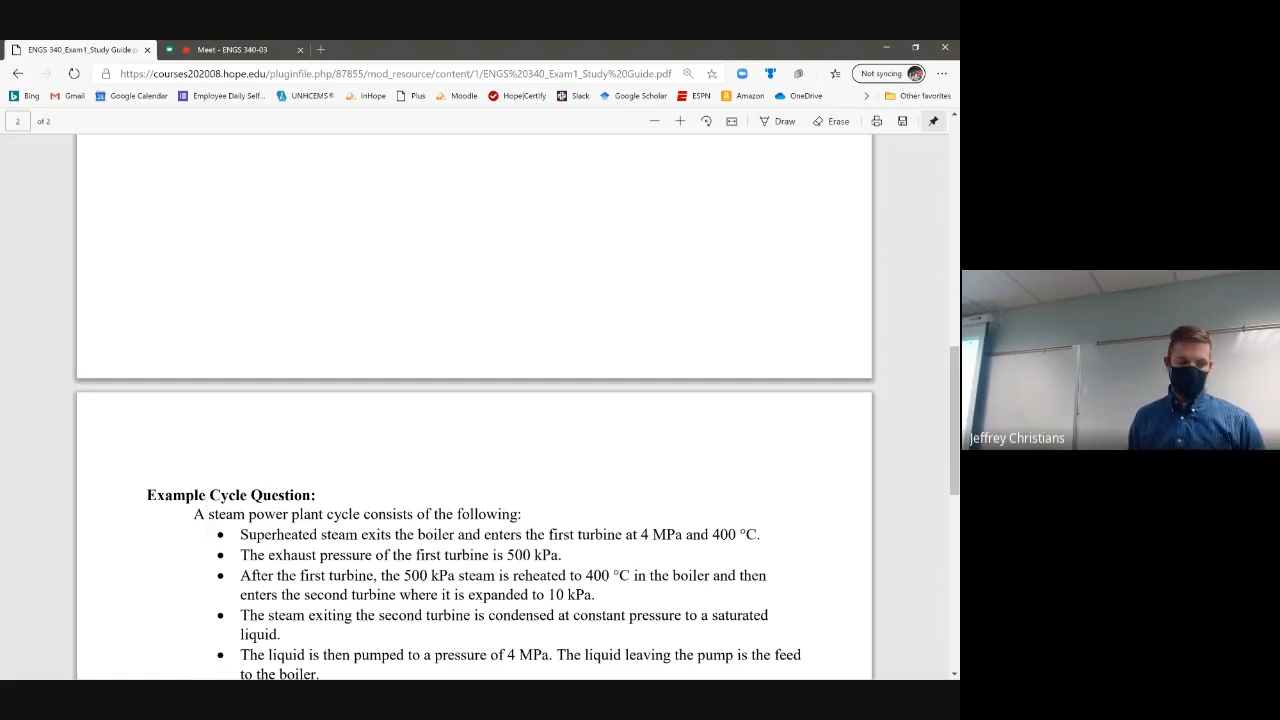 ENGS 340_Exam1_Study Guide.p
Meet - ENGS 340-03
https://courses202008.hope.edu/pluginfile.php/87855/mod_resource/content/1/ENGS%20340_Exam1_Study%20Guide.pdf
Not syncing
Bing Gmail Google Calendar Employee Daily Self... UNHCEMS® InHope Plus Moodle Hope|Certify Slack Google Scholar ESPN Amazon OneDrive Other favorites
2 of 2 Draw Erase
Jeffrey Christians
Example Cycle Question:
A steam power plant cycle consists of the following:
• Superheated steam exits the boiler and enters the first turbine at 4 MPa and 400 °C.
• The exhaust pressure of the first turbine is 500 kPa.
• After the first turbine, the 500 kPa steam is reheated to 400 °C in the boiler and then
enters the second turbine where it is expanded to 10 kPa.
• The steam exiting the second turbine is condensed at constant pressure to a saturated
liquid.
• The liquid is then pumped to a pressure of 4 MPa. The liquid leaving the pump is the feed
to the boiler.